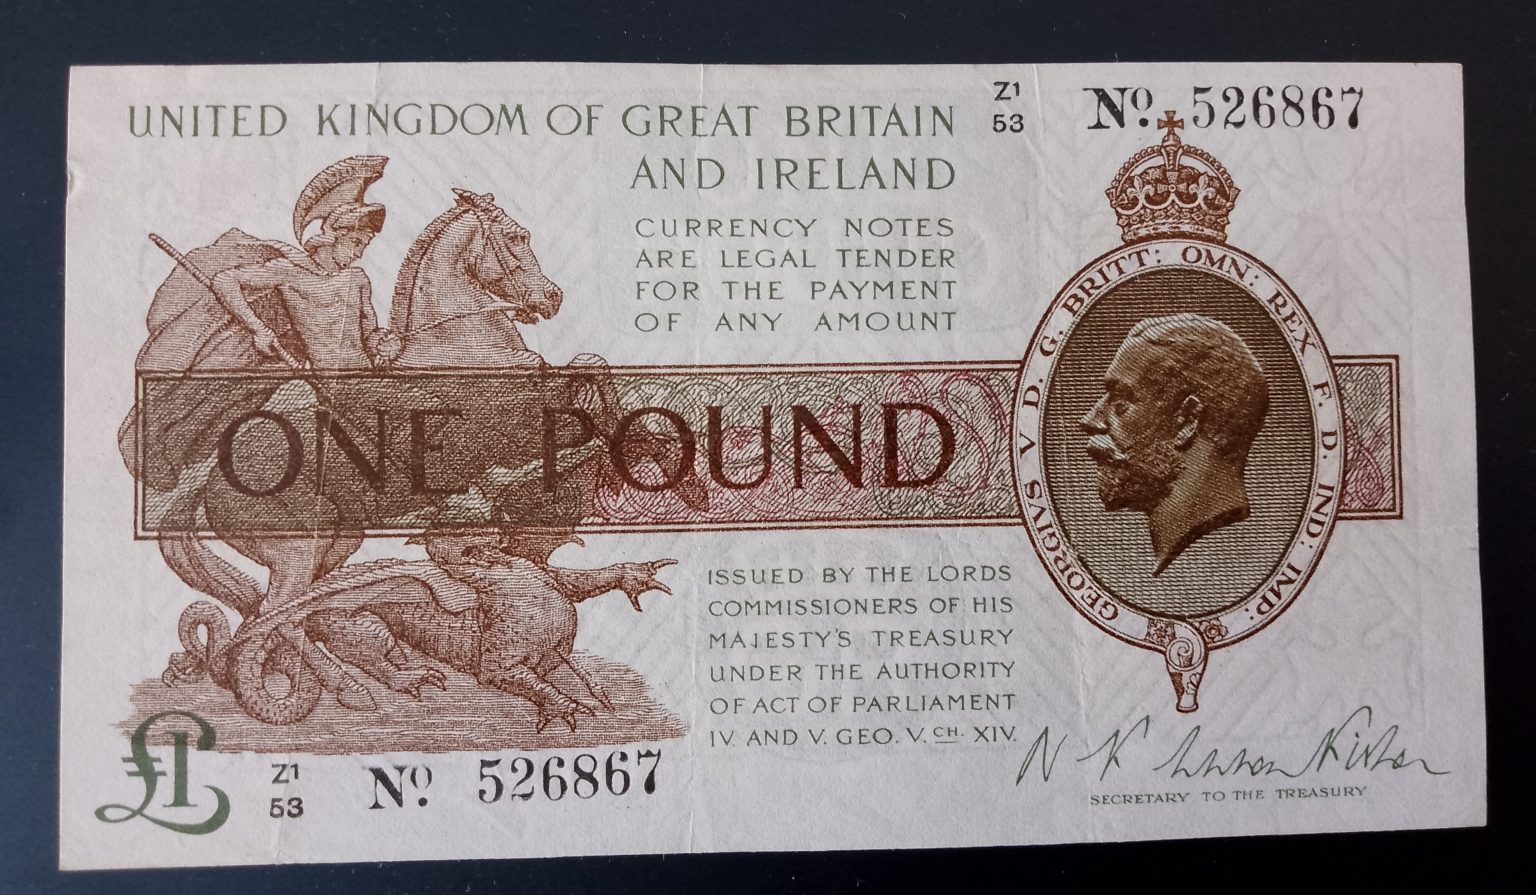 UNITED KINGDOM OF GREAT BRITAIN
AND IRELAND
Z1
53
No. 526867
CURRENCY NOTES
ARE LEGAL TENDER
FOR THE PAYMENT
OF ANY AMOUNT
ONE POUND
GEORGIVS V D. G. BRITT: OMN: REX F. D. IND: IMP:
ISSUED BY THE LORDS
COMMISSIONERS OF HIS
MAJESTY'S TREASURY
UNDER THE AUTHORITY
OF ACT OF PARLIAMENT
IV. AND V. GEO. V. CH. XIV.
£1
Z1
53
No. 526867
N F Warren Fisher
SECRETARY TO THE TREASURY